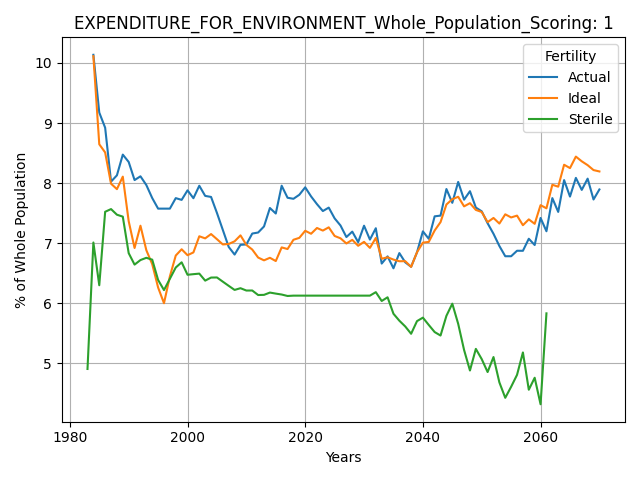 EXPENDITURE_FOR_ENVIRONMENT_Whole_Population_Scoring: 1
Fertility
Actual
Ideal
Sterile
% of Whole Population
10
9
8
7
6
5
1980 2000 2020 2040 2060
Years